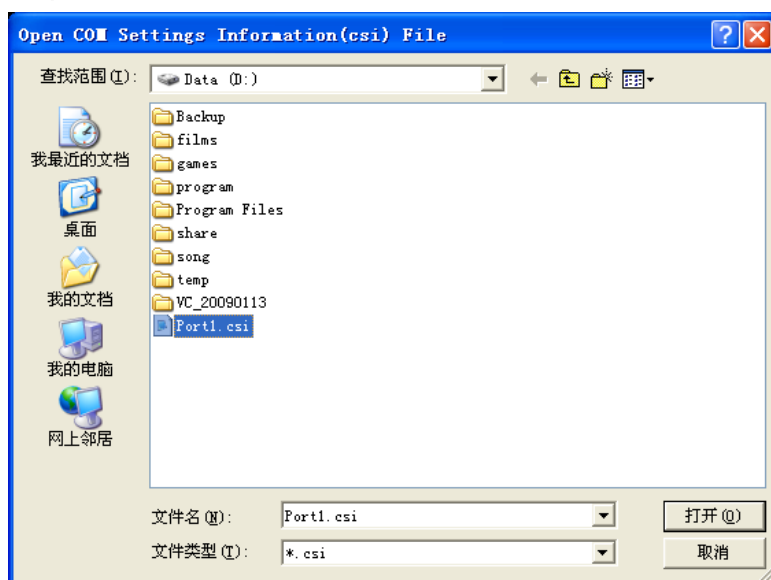 Open COM Settings Information(csi) File
查找范围(I):
Data (D:)
我最近的文档
桌面
我的文档
我的电脑
网上邻居
Backup
films
games
program
Program Files
share
song
temp
VC_20090113
Port1.csi
文件名(N):
Port1.csi
打开(O)
文件类型(T):
*.csi
取消